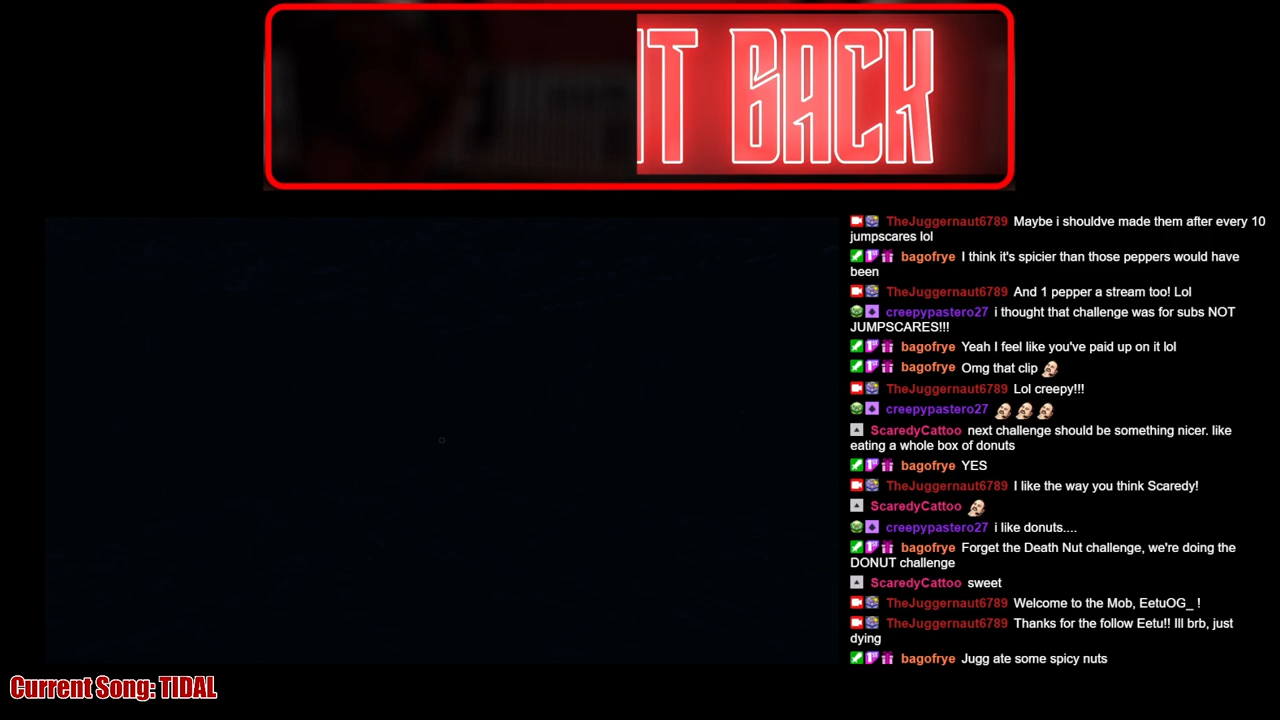 IT BACK
TheJuggernaut6789 Maybe i shouldve made them after every 10
jumpscares lol
bagofrye I think it's spicier than those peppers would have
been
TheJuggernaut6789 And 1 pepper a stream too! Lol
creepypastero27 i thought that challenge was for subs NOT
JUMPSCARES!!!
bagofrye Yeah I feel like you've paid up on it lol
bagofrye Omg that clip
TheJuggernaut6789 Lol creepy!!!
creepypastero27
ScaredyCattoo next challenge should be something nicer. like
eating a whole box of donuts
bagofrye YES
TheJuggernaut6789 I like the way you think Scaredy!
ScaredyCattoo
creepypastero27 i like donuts....
bagofrye Forget the Death Nut challenge, we're doing the
DONUT challenge
ScaredyCattoo sweet
TheJuggernaut6789 Welcome to the Mob, EetuOG_ !
TheJuggernaut6789 Thanks for the follow Eetu!! Ill brb, just
dying
bagofrye Jugg ate some spicy nuts
Current Song: TIDAL